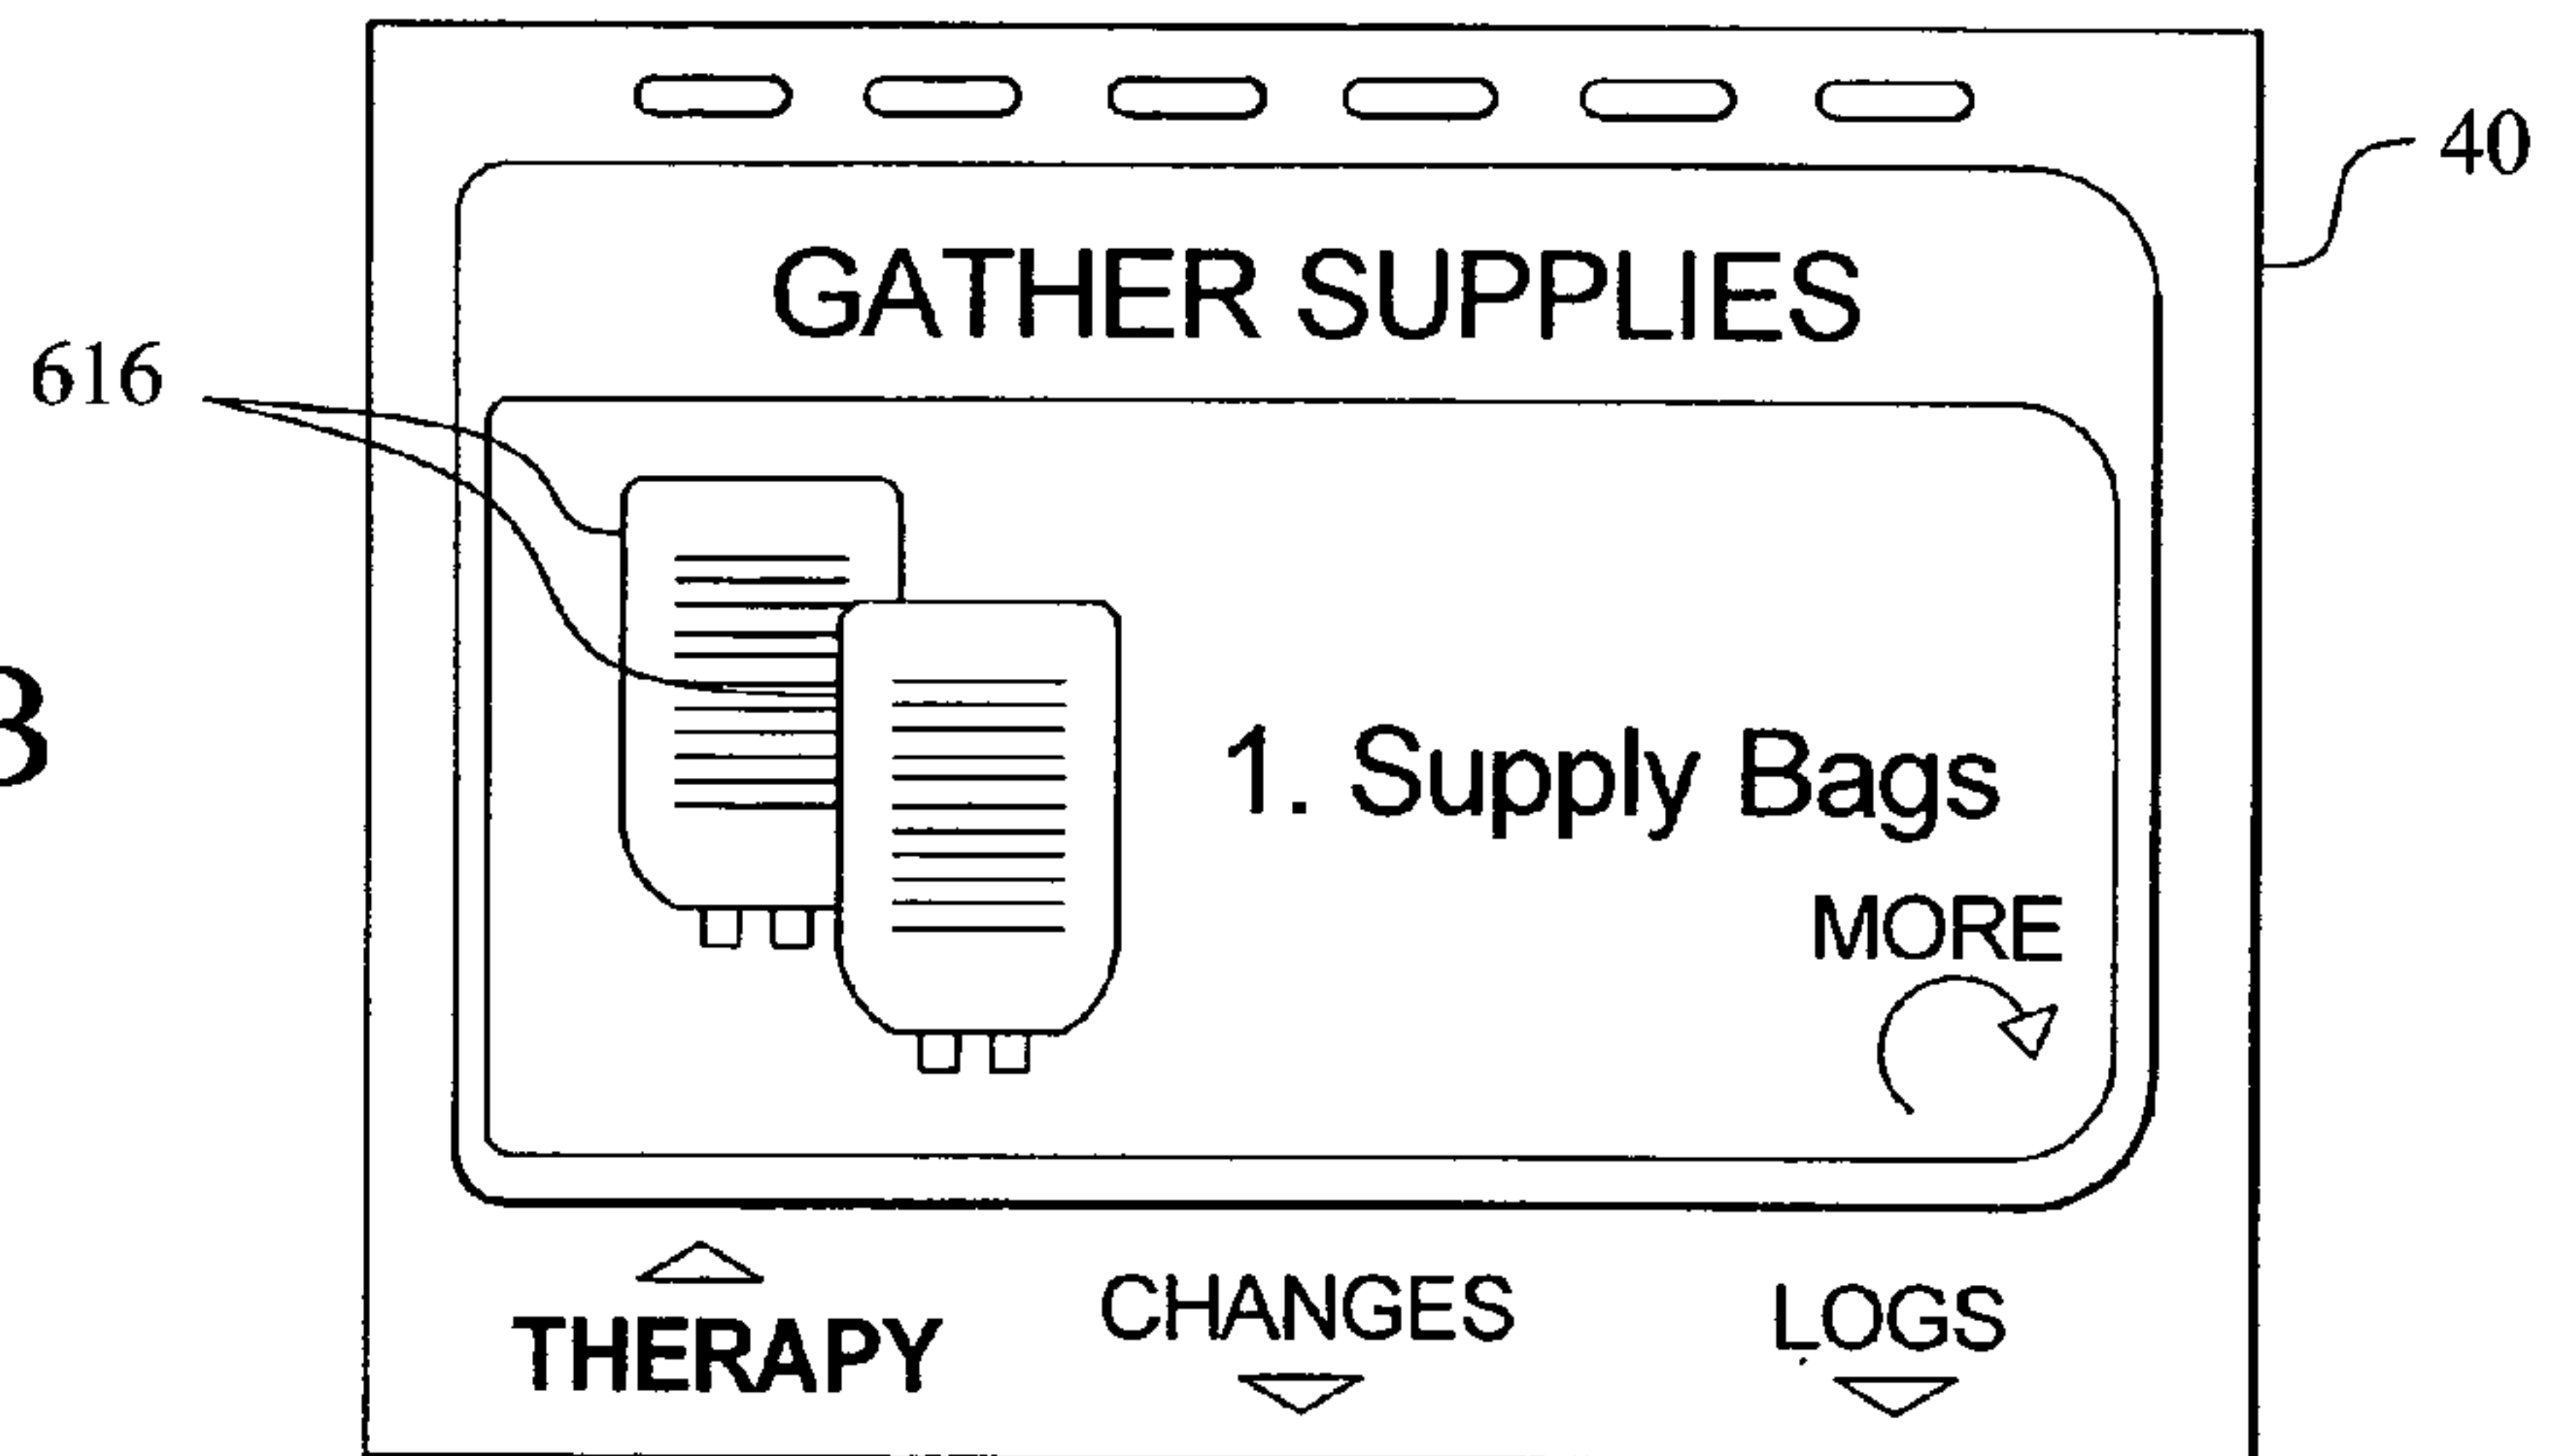 40
GATHER SUPPLIES
616
1. Supply Bags
B
MORE
THERAPY
CHANGES
LOGS